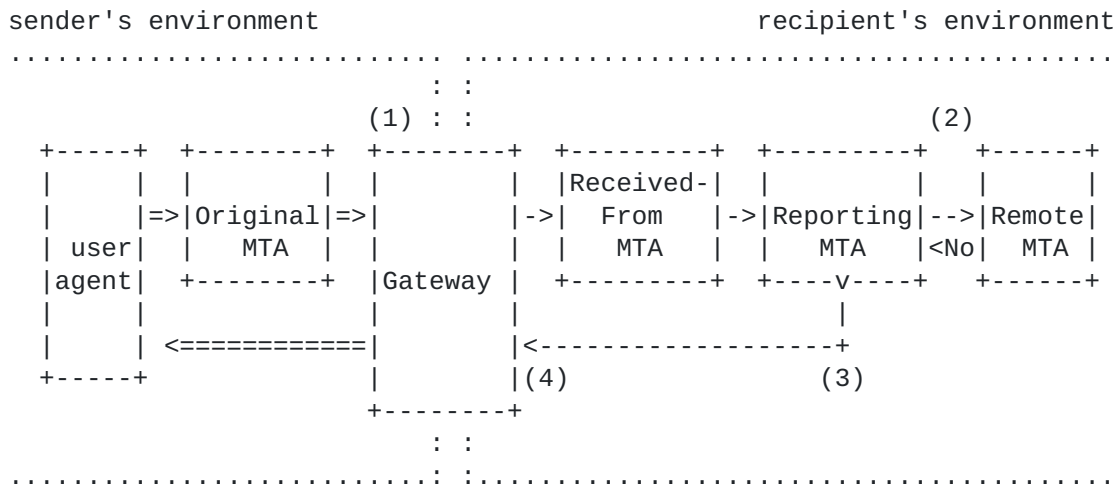 sender's environment                            recipient's environment
............................ ..........................................
                           : :
                       (1) : :                             (2)
  +-----+  +--------+  +--------+  +---------+  +---------+   +------+
  |     |  |        |  |        |  |Received-|  |         |   |      |
  |     |=>|Original|=>|        |->|  From   |->|Reporting|-->|Remote|
  | user|  |   MTA  |  |        |  |   MTA   |  |   MTA   |<No|  MTA |
  |agent|  +--------+  |Gateway |  +---------+  +----v----+   +------+
  |     |              |        |                    |
  |     | <============|        |<-------------------+
  +-----+              |        |(4)                (3)
                       +--------+
                           : :
...........................: :.........................................